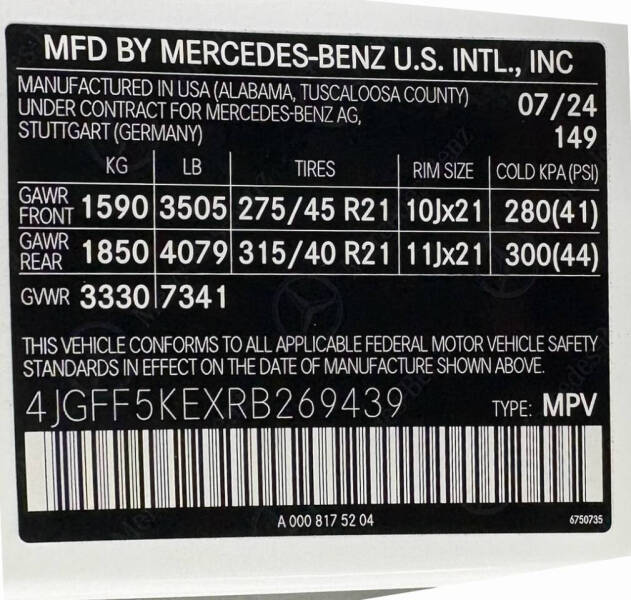 MFD BY MERCEDES-BENZ U.S. INTL., INC
MANUFACTURED IN USA (ALABAMA, TUSCALOOSA COUNTY)
UNDER CONTRACT FOR MERCEDES-BENZ AG,
STUTTGART (GERMANY)
07/24
149
KG LB TIRES RIM SIZE COLD KPA (PSI)
GAWR FRONT 1590 3505 275/45 R21 10Jx21 280(41)
GAWR REAR 1850 4079 315/40 R21 11Jx21 300(44)
GVWR 3330 7341
THIS VEHICLE CONFORMS TO ALL APPLICABLE FEDERAL MOTOR VEHICLE SAFETY
STANDARDS IN EFFECT ON THE DATE OF MANUFACTURE SHOWN ABOVE.
4JGFF5KEXRB269439 TYPE: MPV
A 000 817 52 04 6750735